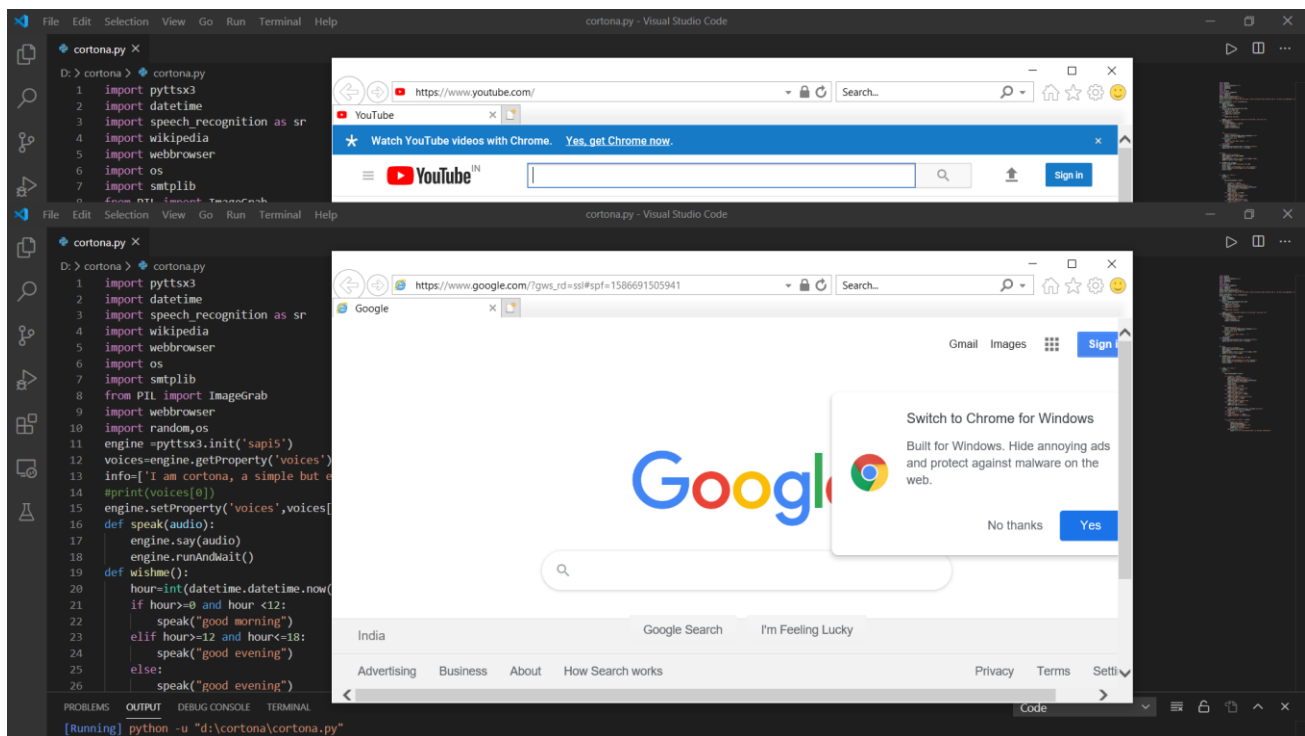 File Edit Selection View Go Run Terminal Help cortona.py - Visual Studio Code
cortona.py
D: > cortona > cortona.py
1 import pyttsx3
2 import datetime
3 import speech_recognition as sr
4 import wikipedia
5 import webbrowser
6 import os
7 import smtplib
8 from PIL import ImageGrab
https://www.youtube.com/ Search...
YouTube
Watch YouTube videos with Chrome. Yes, get Chrome now.
YouTube IN Sign in
File Edit Selection View Go Run Terminal Help cortona.py - Visual Studio Code
cortona.py
D: > cortona > cortona.py
1 import pyttsx3
2 import datetime
3 import speech_recognition as sr
4 import wikipedia
5 import webbrowser
6 import os
7 import smtplib
8 from PIL import ImageGrab
9 import webbrowser
10 import random,os
11 engine =pyttsx3.init('sapi5')
12 voices=engine.getProperty('voices')
13 info=['I am cortona, a simple but e
14 #print(voices[0])
15 engine.setProperty('voices',voices[
16 def speak(audio):
17 engine.say(audio)
18 engine.runAndWait()
19 def wishme():
20 hour=int(datetime.datetime.now(
21 if hour>=0 and hour <12:
22 speak("good morning")
23 elif hour>=12 and hour<=18:
24 speak("good evening")
25 else:
26 speak("good evening")
https://www.google.com/?gws_rd=ssl#spf=1586691505941 Search...
Google
Gmail Images Sign i
Switch to Chrome for Windows
Built for Windows. Hide annoying ads
and protect against malware on the
web.
No thanks Yes
Googl
Google Search I'm Feeling Lucky
India
Advertising Business About How Search works Privacy Terms Setti
PROBLEMS OUTPUT DEBUG CONSOLE TERMINAL Code
[Running] python -u "d:\cortona\cortona.py"